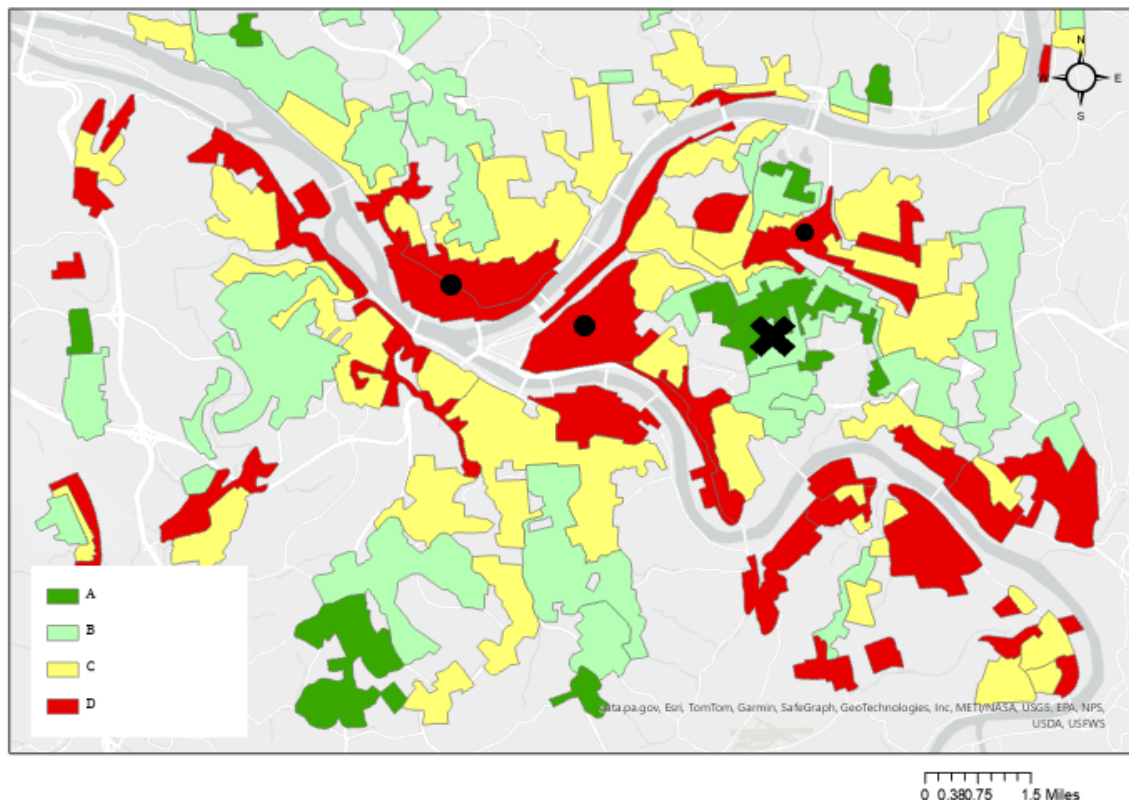 N
W E
S
A
B
C
D
data.pa.gov, Esri, TomTom, Garmin, SafeGraph, GeoTechnologies, Inc, METI/NASA, USGS, EPA, NPS,
USDA, USFWS
0 0.380.75 1.5 Miles